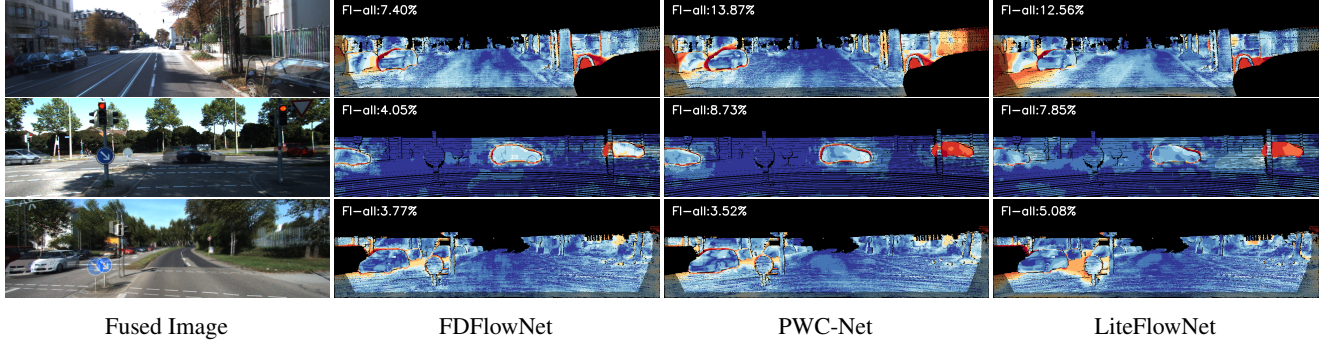 Fl-all:7.40%
Fl-all:13.87%
Fl-all:12.56%
Fl-all:4.05%
Fl-all:8.73%
Fl-all:7.85%
Fl-all:3.77%
Fl-all:3.52%
Fl-all:5.08%
Fused Image
FDFlowNet
PWC-Net
LiteFlowNet